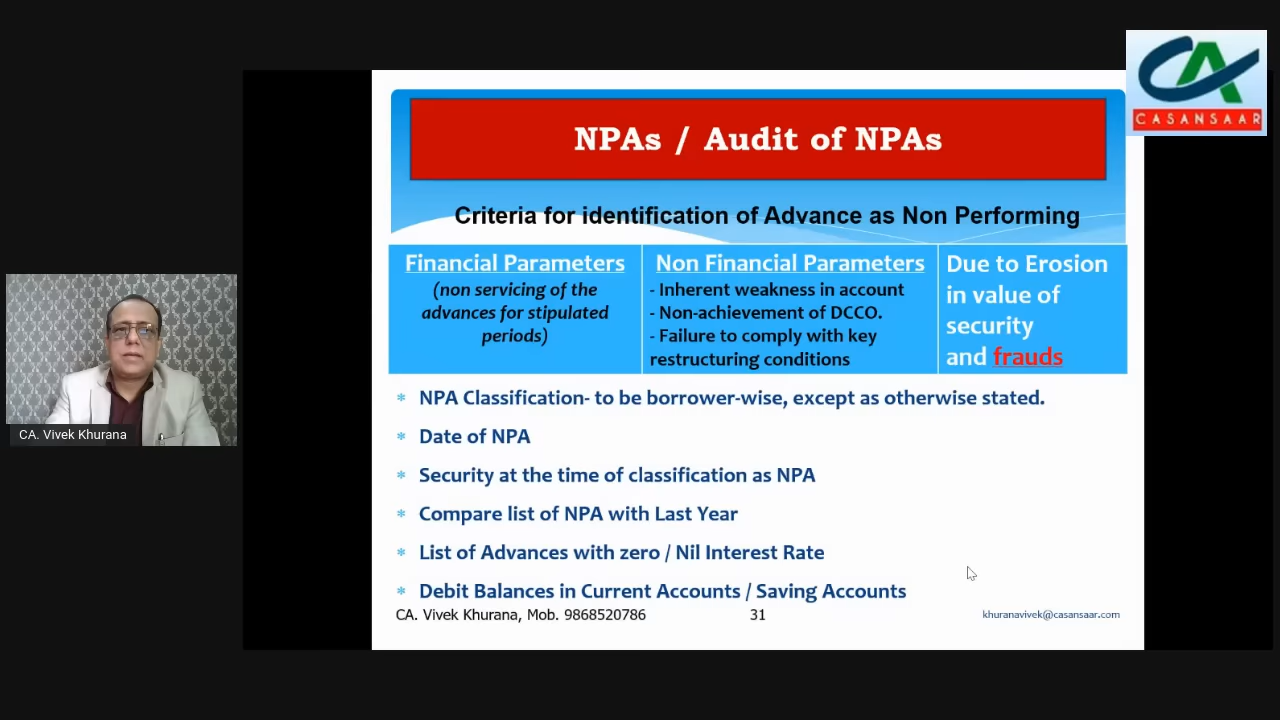 CASANSAAR
NPAs / Audit of NPAs
Criteria for identification of Advance as Non Performing
Financial Parameters
(non servicing of the
advances for stipulated
periods)
Non Financial Parameters
- Inherent weakness in account
- Non-achievement of DCCO.
- Failure to comply with key
restructuring conditions
Due to Erosion
in value of
security
and frauds
* NPA Classification- to be borrower-wise, except as otherwise stated.
* Date of NPA
* Security at the time of classification as NPA
* Compare list of NPA with Last Year
* List of Advances with zero / Nil Interest Rate
* Debit Balances in Current Accounts / Saving Accounts
CA. Vivek Khurana, Mob. 9868520786 31 khuranavivek@casansaar.com
CA. Vivek Khurana